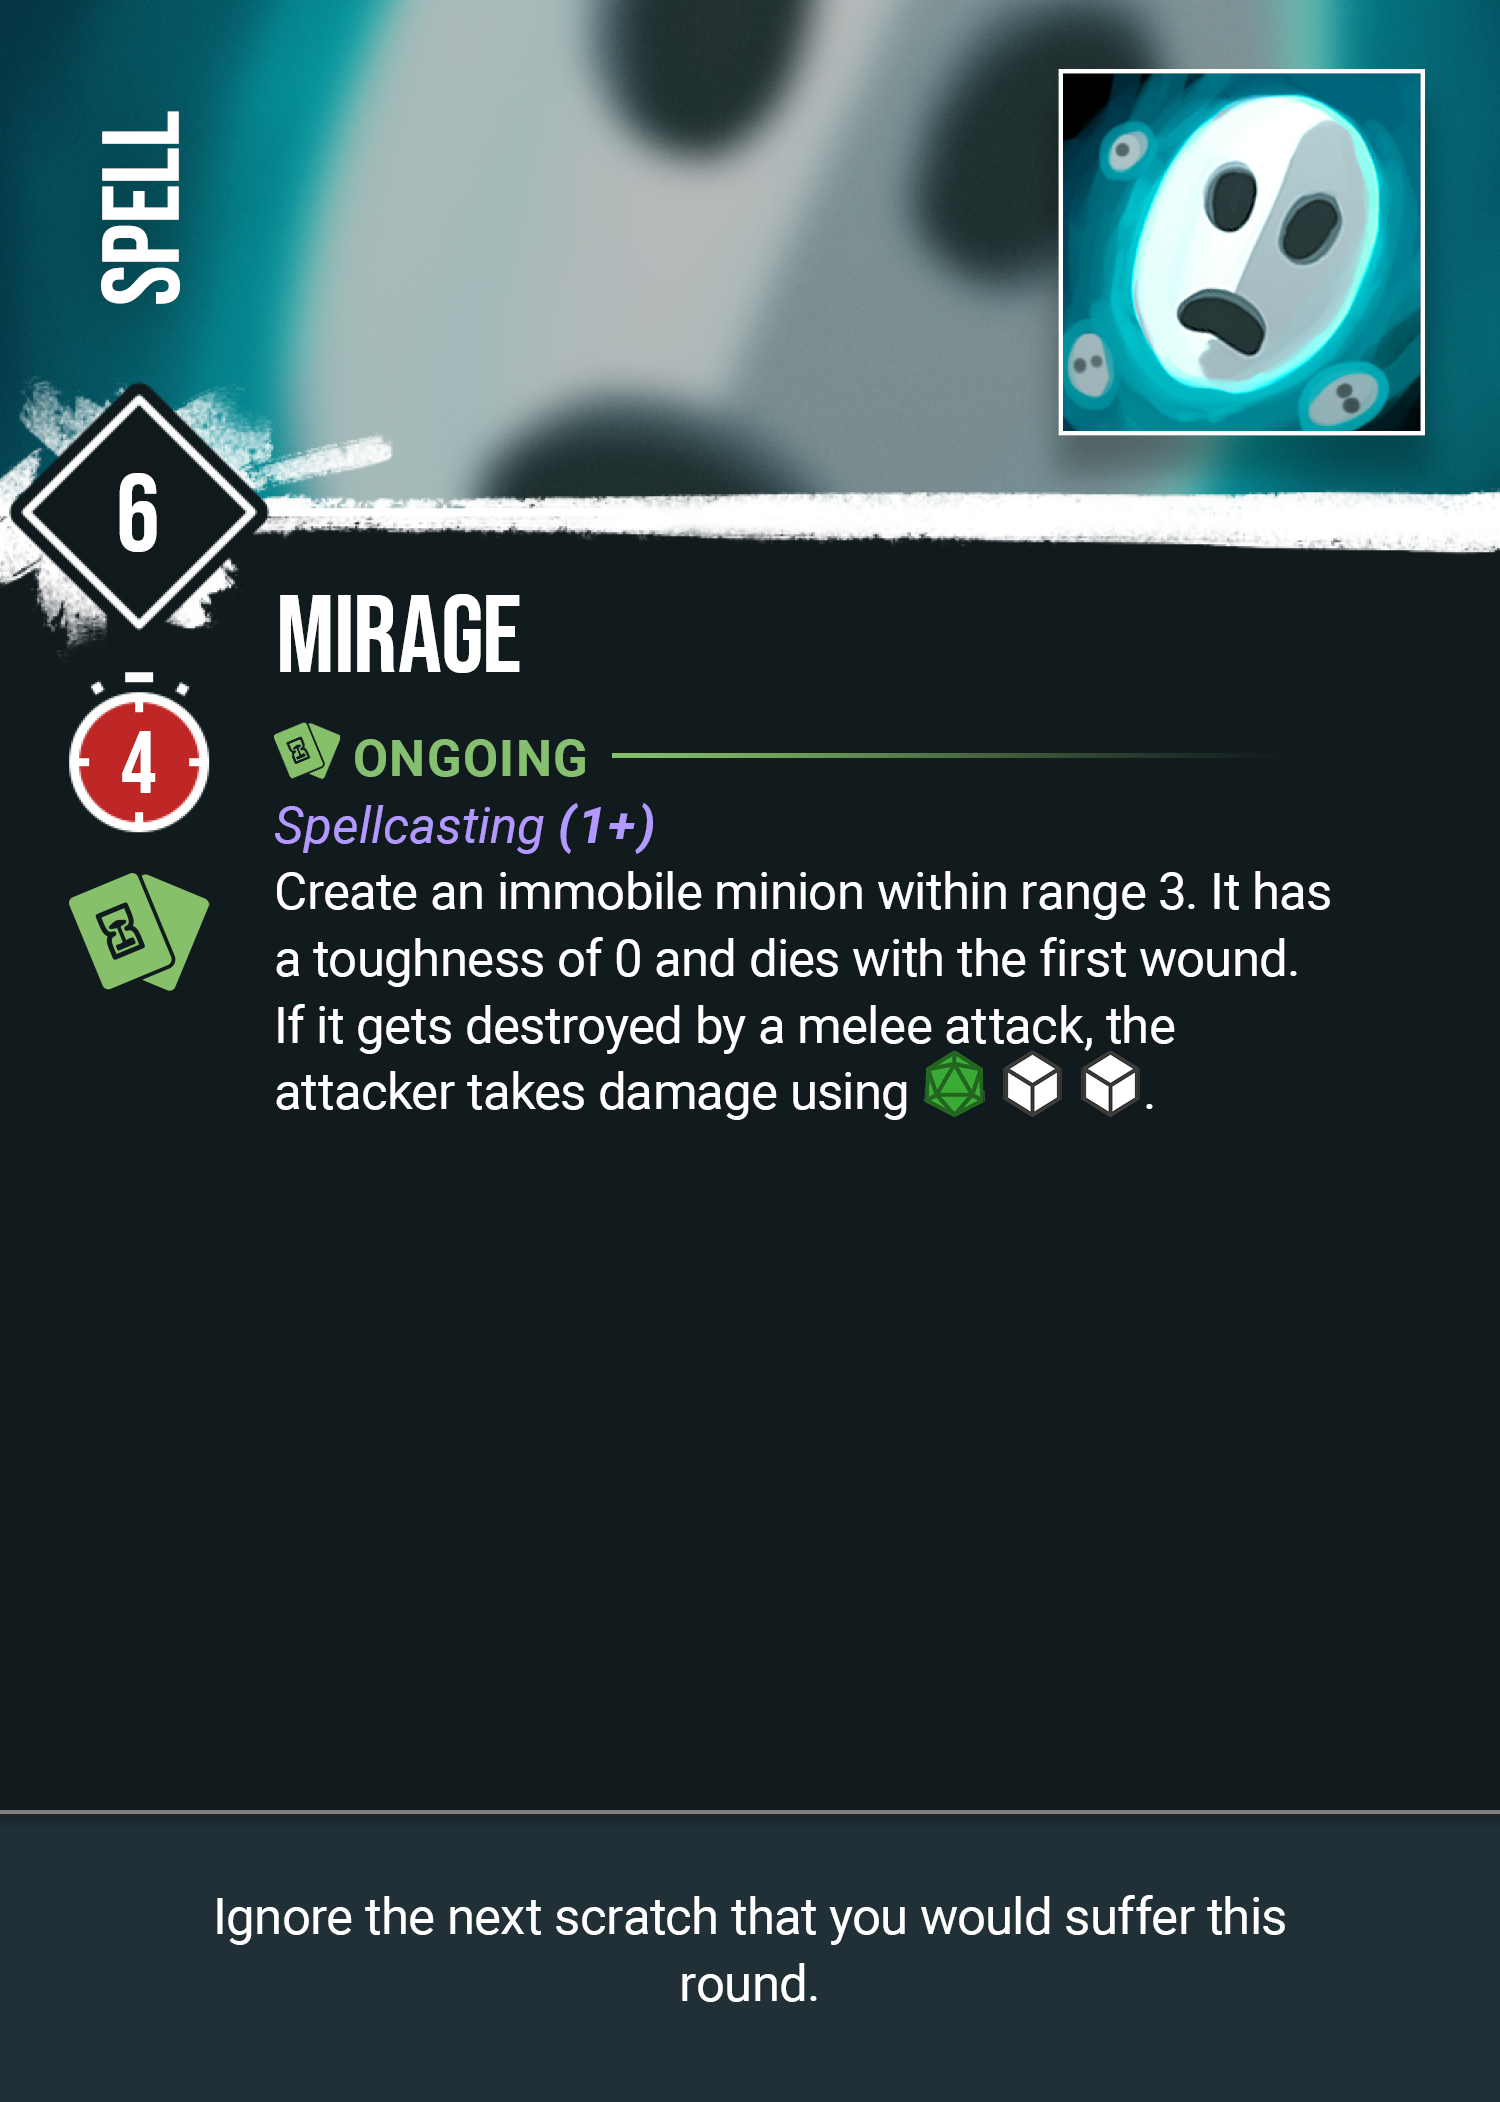 SPELL
6
MIRAGE
4
ONGOING
Spellcasting (1+)
Create an immobile minion within range 3. It has
a toughness of 0 and dies with the first wound.
If it gets destroyed by a melee attack, the
attacker takes damage using .
Ignore the next scratch that you would suffer this
round.